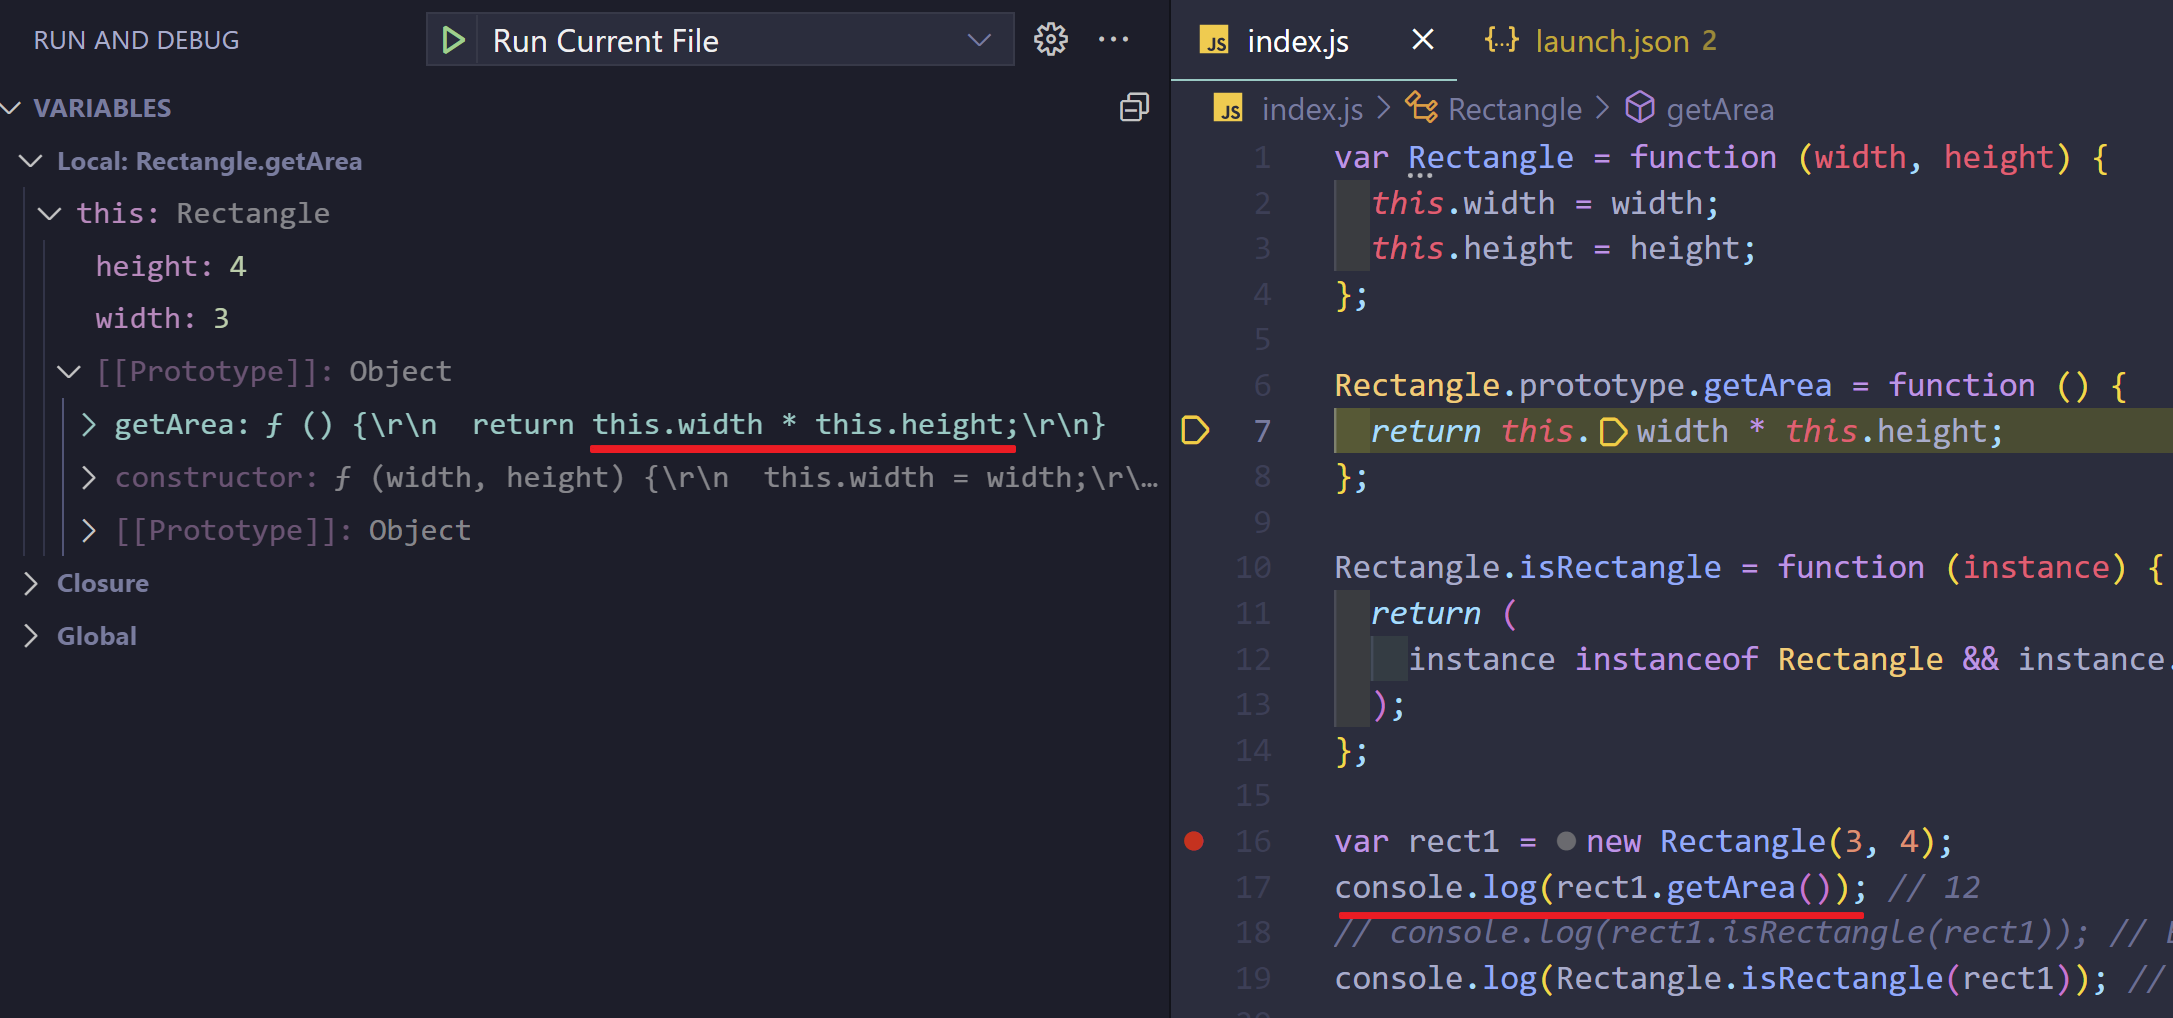 RUN AND DEBUG
Run Current File
VARIABLES
Local: Rectangle.getArea
this: Rectangle
height: 4
width: 3
[[Prototype]]: Object
getArea: ƒ () {\r\n  return this.width * this.height;\r\n}
constructor: ƒ (width, height) {\r\n  this.width = width;\r\…
[[Prototype]]: Object
Closure
Global
JS index.js
{..} launch.json 2
JS index.js > Rectangle > getArea
1 var Rectangle = function (width, height) {
2   this.width = width;
3   this.height = height;
4 };
5
6 Rectangle.prototype.getArea = function () {
7   return this.width * this.height;
8 };
9
10 Rectangle.isRectangle = function (instance) {
11   return (
12     instance instanceof Rectangle && instance.
13   );
14 };
15
16 var rect1 = new Rectangle(3, 4);
17 console.log(rect1.getArea()); // 12
18 // console.log(rect1.isRectangle(rect1)); //
19 console.log(Rectangle.isRectangle(rect1)); //